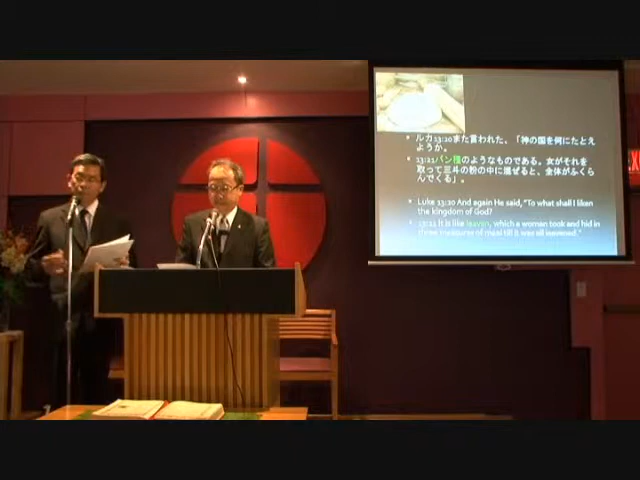 • ルカ13:20また言われた、「神の国を何にたとえ
ようか。
• 13:21パン種のようなものである。女がそれを
取って三斗の粉の中に混ぜると、全体がふくら
んでくる」。
• Luke 13:20 And again He said, "To what shall I liken
the kingdom of God?
• 13:21 It is like leaven, which a woman took and hid in
three measures of meal till it was all leavened."